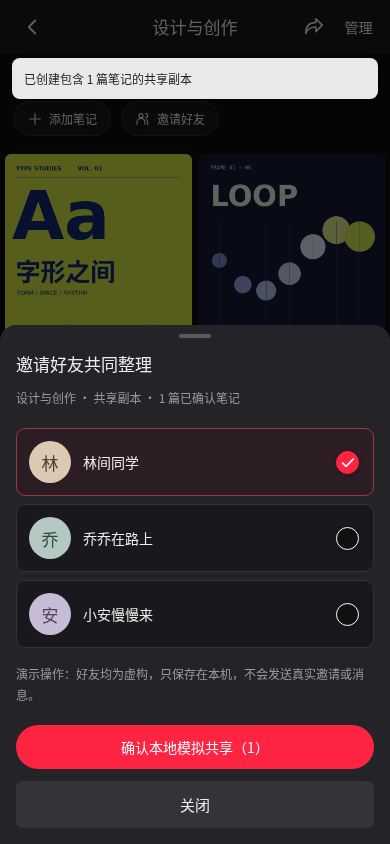 设计与创作
管理
已创建包含 1 篇笔记的共享副本
添加笔记
邀请好友
TYPE STUDIES VOL. 01
Aa
字形之间
FORM / SPACE / RHYTHM
FRAME 01 — 06
LOOP
邀请好友共同整理
设计与创作 · 共享副本 · 1 篇已确认笔记
林
林间同学
乔
乔乔在路上
安
小安慢慢来
演示操作：好友均为虚构，只保存在本机，不会发送真实邀请或消
息。
确认本地模拟共享（1）
关闭